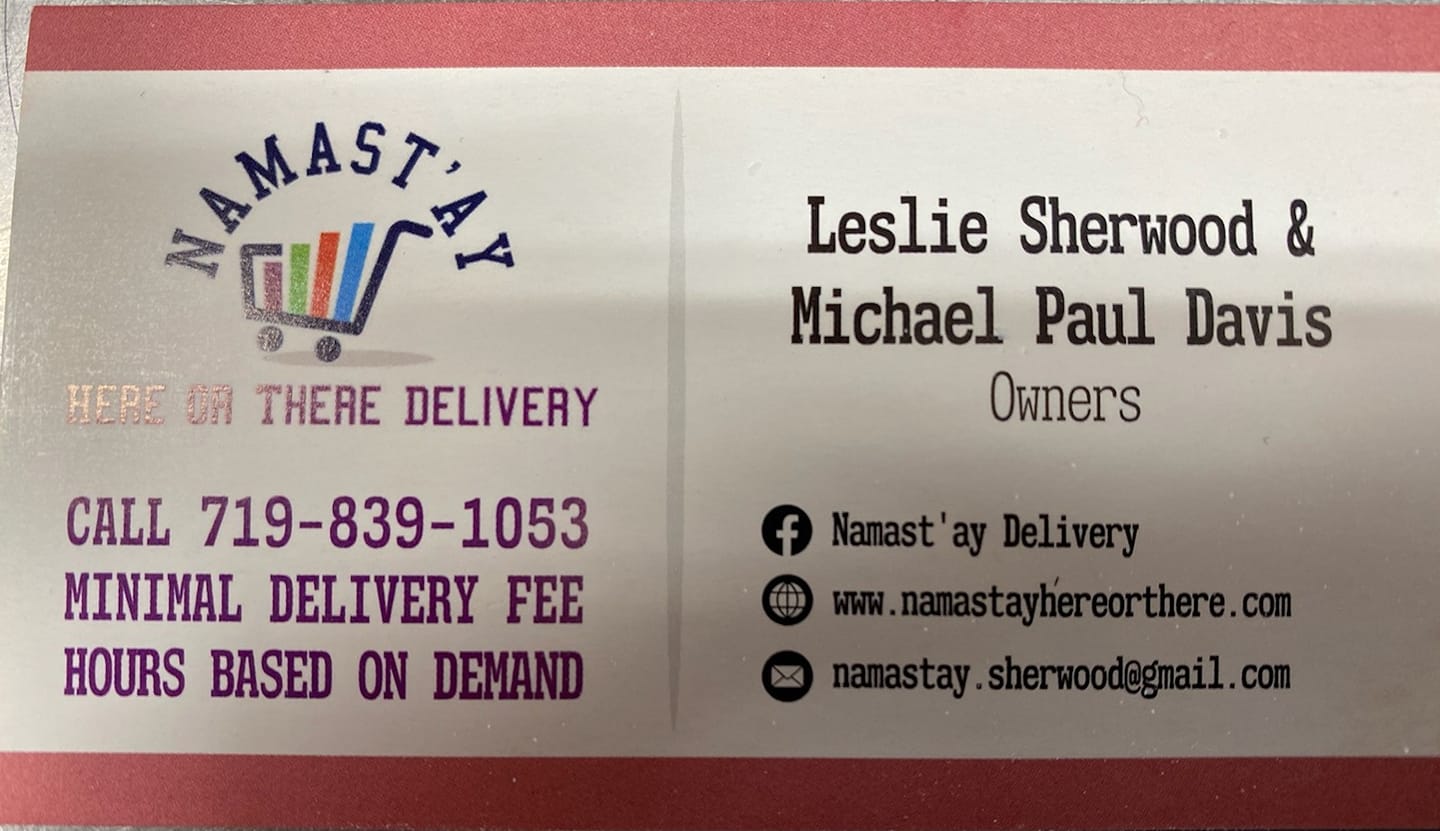 NAMAST'AY
HERE OR THERE DELIVERY
CALL 719-839-1053
MINIMAL DELIVERY FEE
HOURS BASED ON DEMAND
Leslie Sherwood &
Michael Paul Davis
Owners
Namast'ay Delivery
www.namastayhereorthere.com
namastay.sherwood@gmail.com